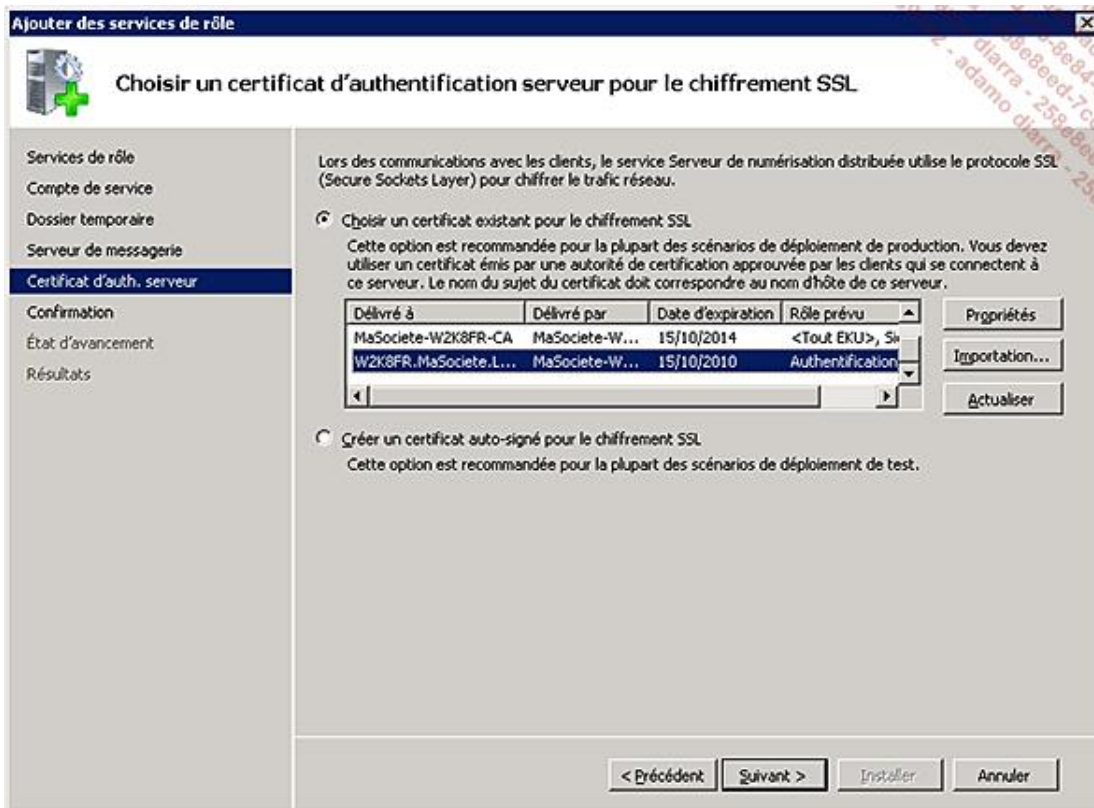 Ajouter des services de rôle
Choisir un certificat d'authentification serveur pour le chiffrement SSL
Services de rôle
Compte de service
Dossier temporaire
Serveur de messagerie
Certificat d'auth. serveur
Confirmation
État d'avancement
Résultats
Lors des communications avec les clients, le service Serveur de numérisation distribuée utilise le protocole SSL
(Secure Sockets Layer) pour chiffrer le trafic réseau.
Choisir un certificat existant pour le chiffrement SSL
Cette option est recommandée pour la plupart des scénarios de déploiement de production. Vous devez
utiliser un certificat émis par une autorité de certification approuvée par les clients qui se connectent à
ce serveur. Le nom du sujet du certificat doit correspondre au nom d'hôte de ce serveur.
Délivré à Délivré par Date d'expiration Rôle prévu
MaSociete-W2K8FR-CA MaSociete-W... 15/10/2014 <Tout EKU>, Si
W2K8FR.MaSociete.L... MaSociete-W... 15/10/2010 Authentification
Propriétés
Importation...
Actualiser
Créer un certificat auto-signé pour le chiffrement SSL
Cette option est recommandée pour la plupart des scénarios de déploiement de test.
< Précédent Suivant > Installer Annuler
adamo diarra